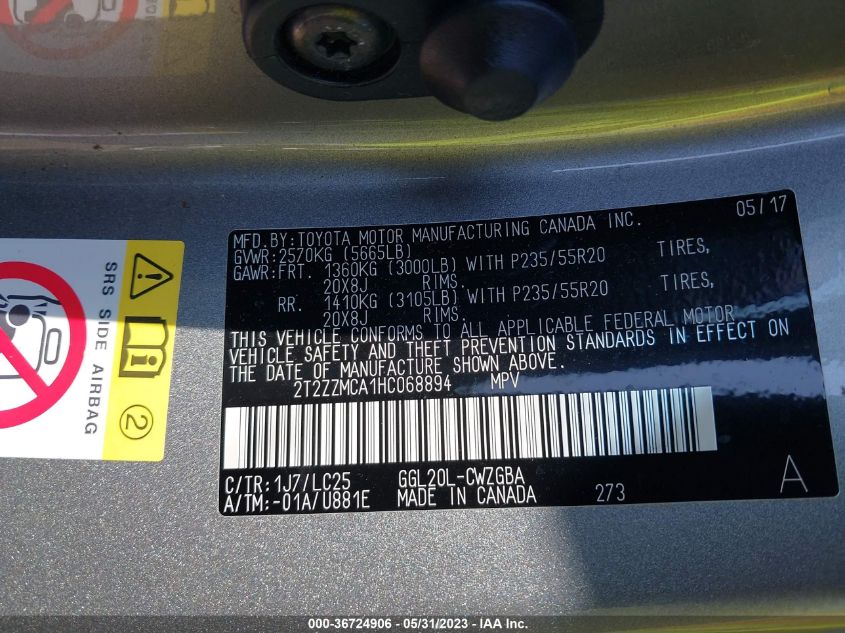 MFD.BY:TOYOTA MOTOR MANUFACTURING CANADA INC. 05/17
GVWR:2570KG (5665LB)
GAWR:FRT. 1360KG (3000LB) WITH P235/55R20 TIRES,
20X8J RIMS.
RR. 1410KG (3105LB) WITH P235/55R20 TIRES,
20X8J RIMS.
THIS VEHICLE CONFORMS TO ALL APPLICABLE FEDERAL MOTOR
VEHICLE SAFETY AND THEFT PREVENTION STANDARDS IN EFFECT ON
THE DATE OF MANUFACTURE SHOWN ABOVE.
2T2ZZMCA1HC068894 MPV
C/TR:1J7/LC25 GGL20L-CWZGBA
A/TM:-01A/U881E MADE IN CANADA 273 A
SRS SIDE AIRBAG
2
000-36724906 - 05/31/2023 - IAA Inc.